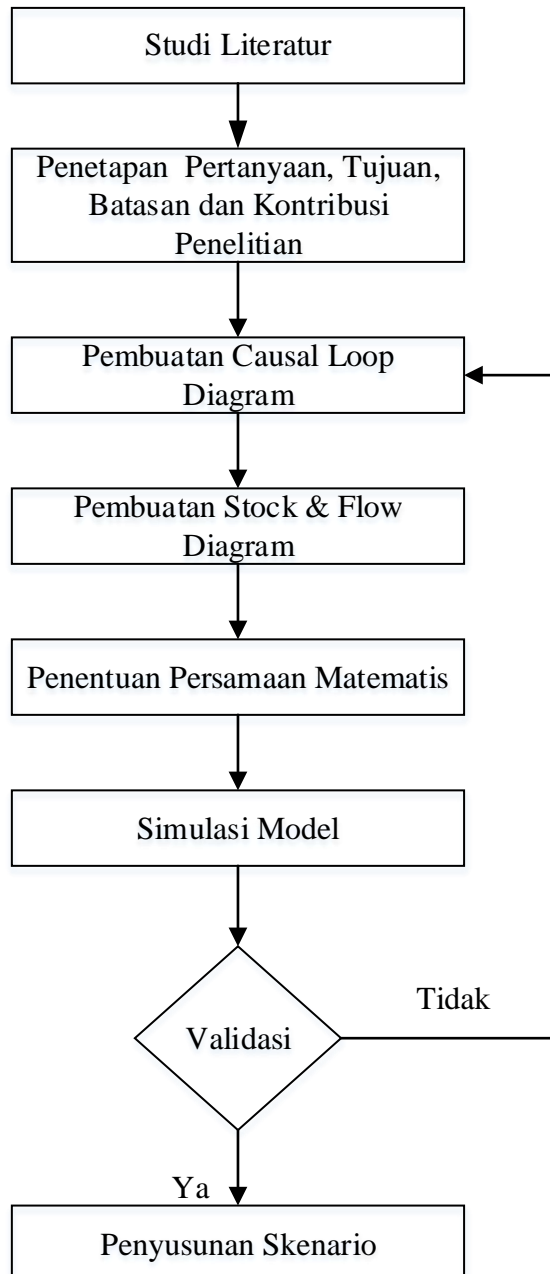 Studi Literatur
Penetapan Pertanyaan, Tujuan,
Batasan dan Kontribusi
Penelitian
Pembuatan Causal Loop
Diagram
Pembuatan Stock & Flow
Diagram
Penentuan Persamaan Matematis
Simulasi Model
Validasi
Tidak
Ya
Penyusunan Skenario